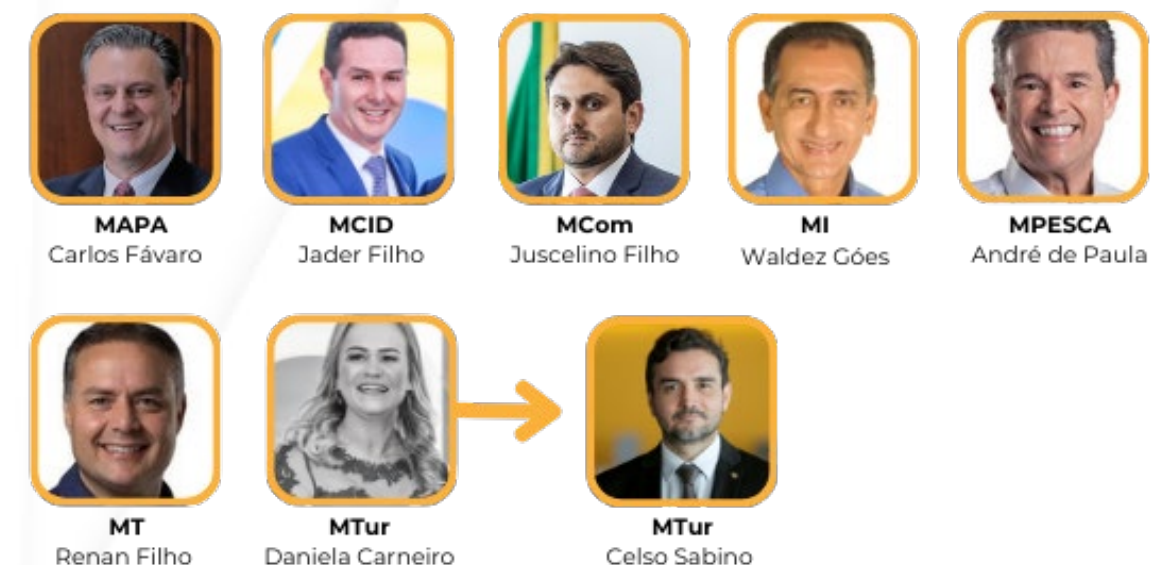 MAPA
Carlos Fávaro
MCID
Jader Filho
MCom
Juscelino Filho
MI
Waldez Góes
MPESCA
André de Paula
MT
Renan Filho
MTur
Daniela Carneiro
MTur
Celso Sabino